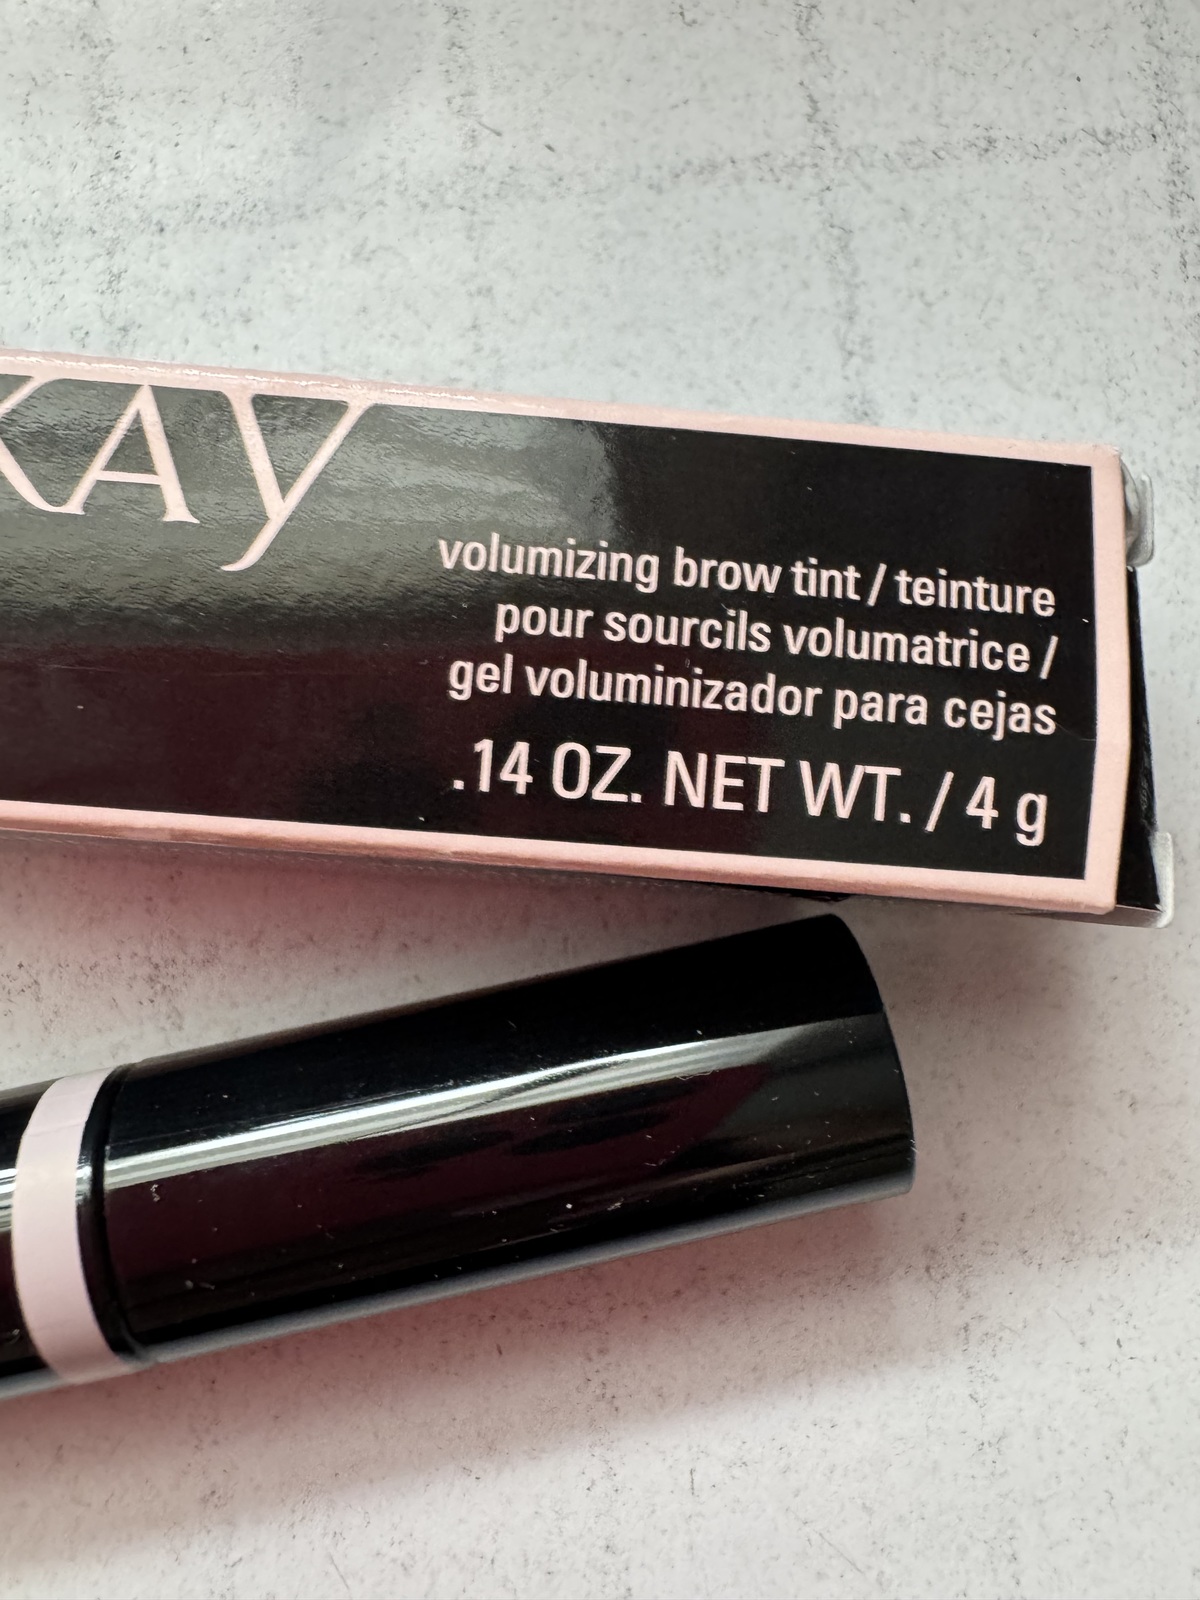 KAY
volumizing brow tint / teinture
pour sourcils volumatrice /
gel voluminizador para cejas
.14 OZ. NET WT. / 4 g